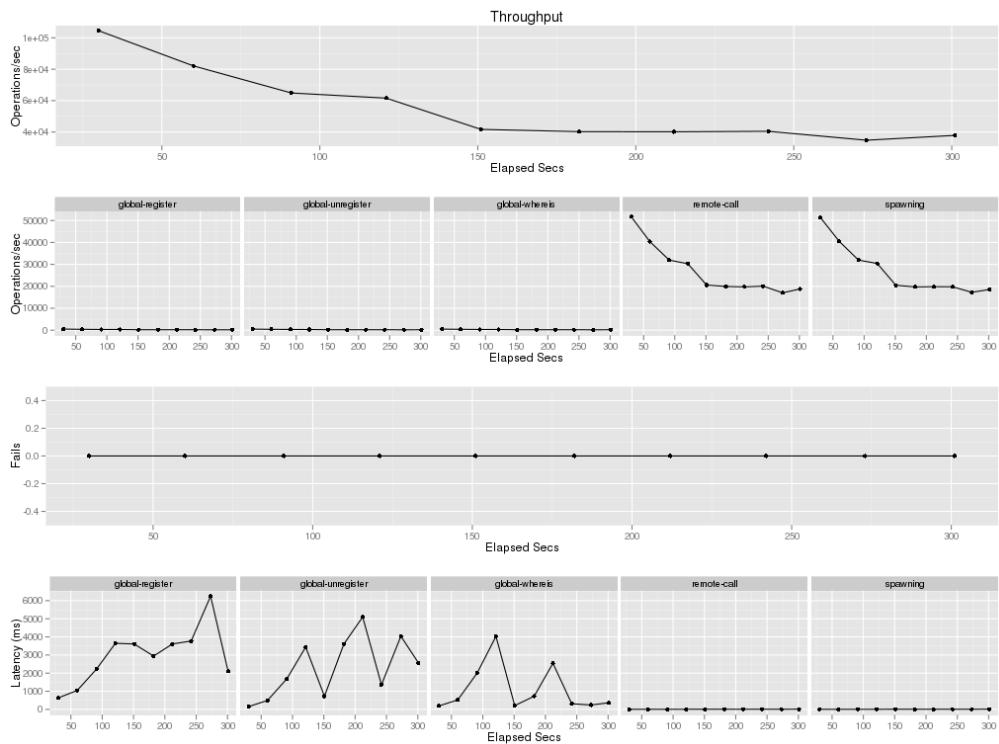 Throughput
Operations/sec
1e+05
8e+04
6e+04
4e+04
50 100 150 200 250 300
Elapsed Secs
global-register global-unregister global-whereis remote-call spawning
Operations/sec
50000
40000
30000
20000
10000
0
50 100 150 200 250 300 50 100 150 200 250 300 50 100 150 200 250 300 50 100 150 200 250 300 50 100 150 200 250 300
Elapsed Secs
Fails
0.4
0.2
0.0
-0.2
-0.4
50 100 150 200 250 300
Elapsed Secs
global-register global-unregister global-whereis remote-call spawning
Latency (ms)
6000
5000
4000
3000
2000
1000
0
50 100 150 200 250 300 50 100 150 200 250 300 50 100 150 200 250 300 50 100 150 200 250 300 50 100 150 200 250 300
Elapsed Secs